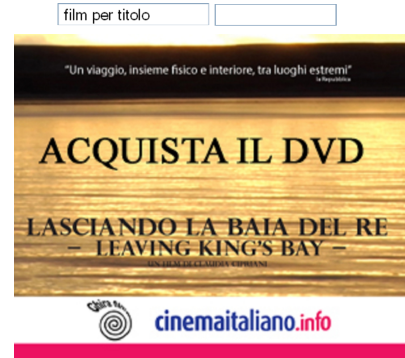 film per titolo
“Un viaggio, insieme fisico e interiore, tra luoghi estremi”
la Repubblica
ACQUISTA IL DVD
LASCIANDO LA BAIA DEL RE
– LEAVING KING'S BAY –
UN FILM DI CLAUDIA CIPRIANI
cinemaitaliano.info